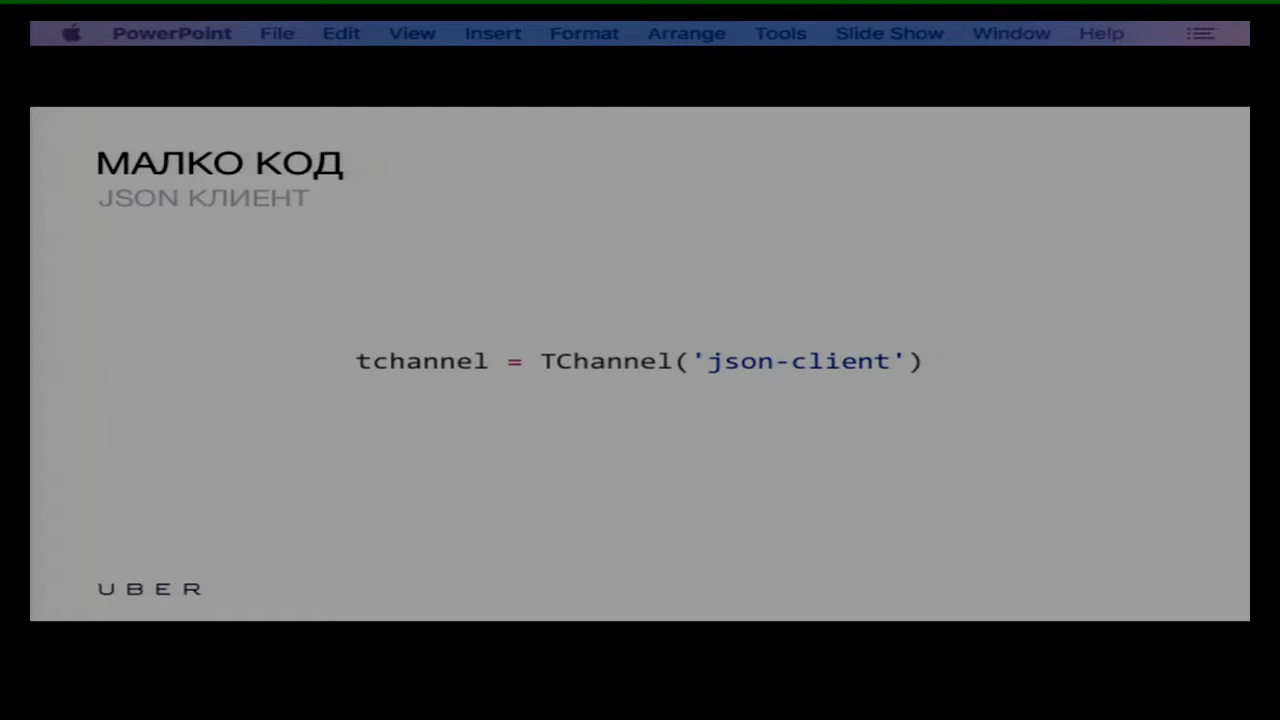 PowerPoint File Edit View Insert Format Arrange Tools Slide Show Window Help
МАЛКО КОД
JSON КЛИЕНТ
tchannel = TChannel('json-client')
UBER